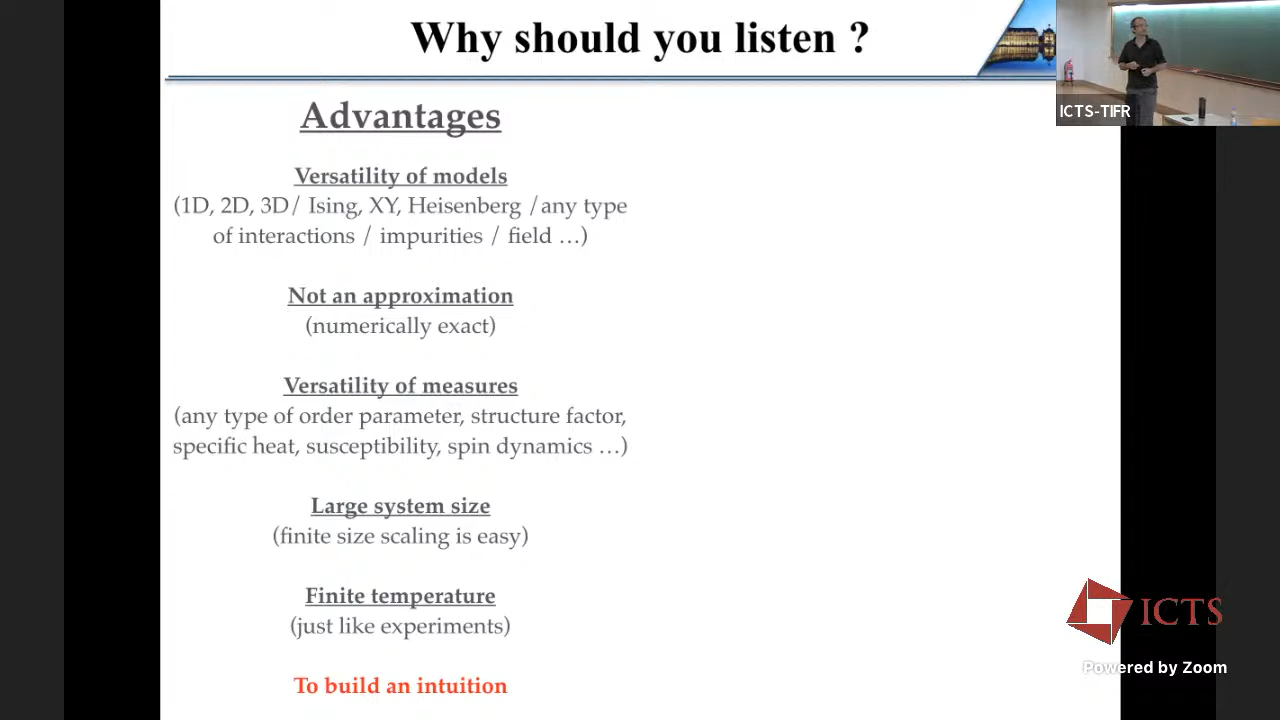 Why should you listen ?
ICTS-TIFR
Advantages
Versatility of models
(1D, 2D, 3D/ Ising, XY, Heisenberg /any type
of interactions / impurities / field …)
Not an approximation
(numerically exact)
Versatility of measures
(any type of order parameter, structure factor,
specific heat, susceptibility, spin dynamics …)
Large system size
(finite size scaling is easy)
Finite temperature
(just like experiments)
To build an intuition
ICTS
Powered by Zoom